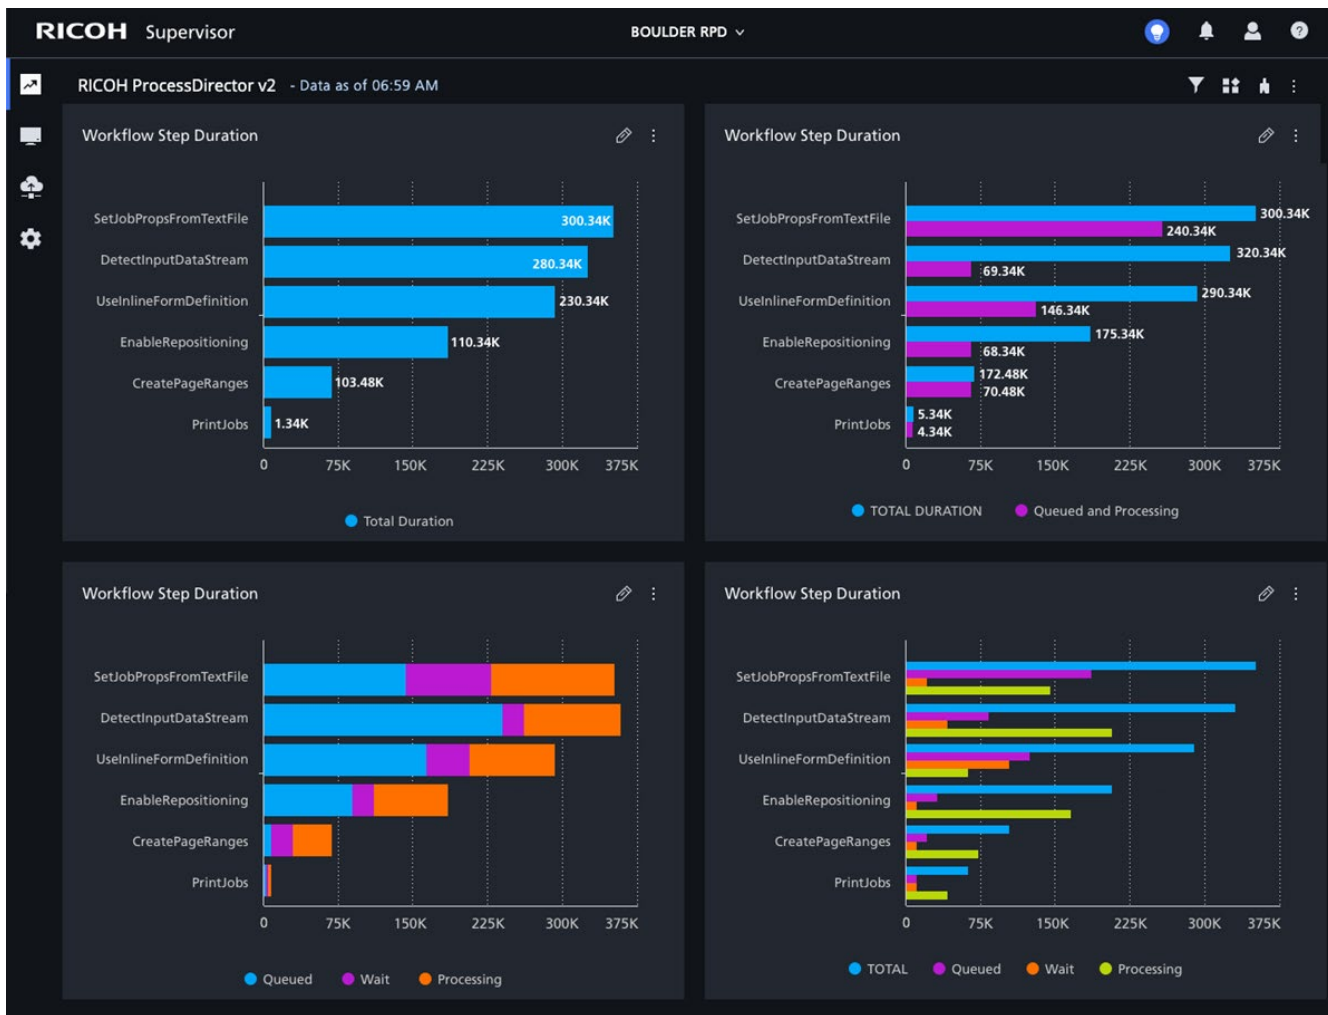 RICOH Supervisor
BOULDER RPD
RICOH ProcessDirector v2 - Data as of 06:59 AM
Workflow Step Duration
SetJobPropsFromTextFile 300.34K
DetectInputDataStream 280.34K
UseInlineFormDefinition 230.34K
EnableRepositioning 110.34K
CreatePageRanges 103.48K
PrintJobs 1.34K
0 75K 150K 225K 300K 375K
Total Duration
Workflow Step Duration
SetJobPropsFromTextFile 300.34K
240.34K
DetectInputDataStream 320.34K
69.34K
UseInlineFormDefinition 290.34K
146.34K
EnableRepositioning 175.34K
68.34K
CreatePageRanges 172.48K
70.48K
PrintJobs 5.34K
4.34K
0 75K 150K 225K 300K 375K
TOTAL DURATION Queued and Processing
Workflow Step Duration
SetJobPropsFromTextFile
DetectInputDataStream
UseInlineFormDefinition
EnableRepositioning
CreatePageRanges
PrintJobs
0 75K 150K 225K 300K 375K
Queued Wait Processing
Workflow Step Duration
SetJobPropsFromTextFile
DetectInputDataStream
UseInlineFormDefinition
EnableRepositioning
CreatePageRanges
PrintJobs
0 75K 150K 225K 300K 375K
TOTAL Queued Wait Processing